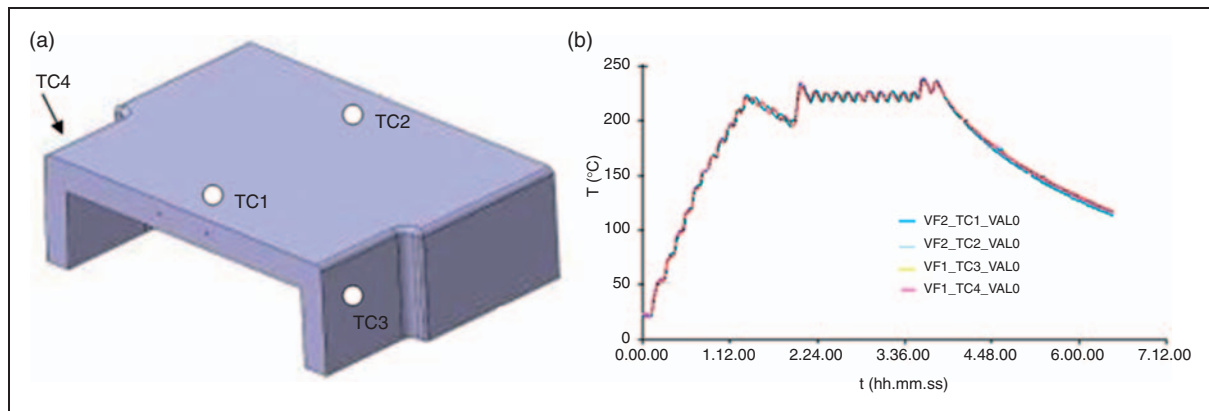 (a)
TC4
TC2
TC1
TC3
(b)
250
200
150
100
50
0
T (°C)
VF2_TC1_VAL0
VF2_TC2_VAL0
VF1_TC3_VAL0
VF1_TC4_VAL0
0.00.00 1.12.00 2.24.00 3.36.00 4.48.00 6.00.00 7.12.00
t (hh.mm.ss)